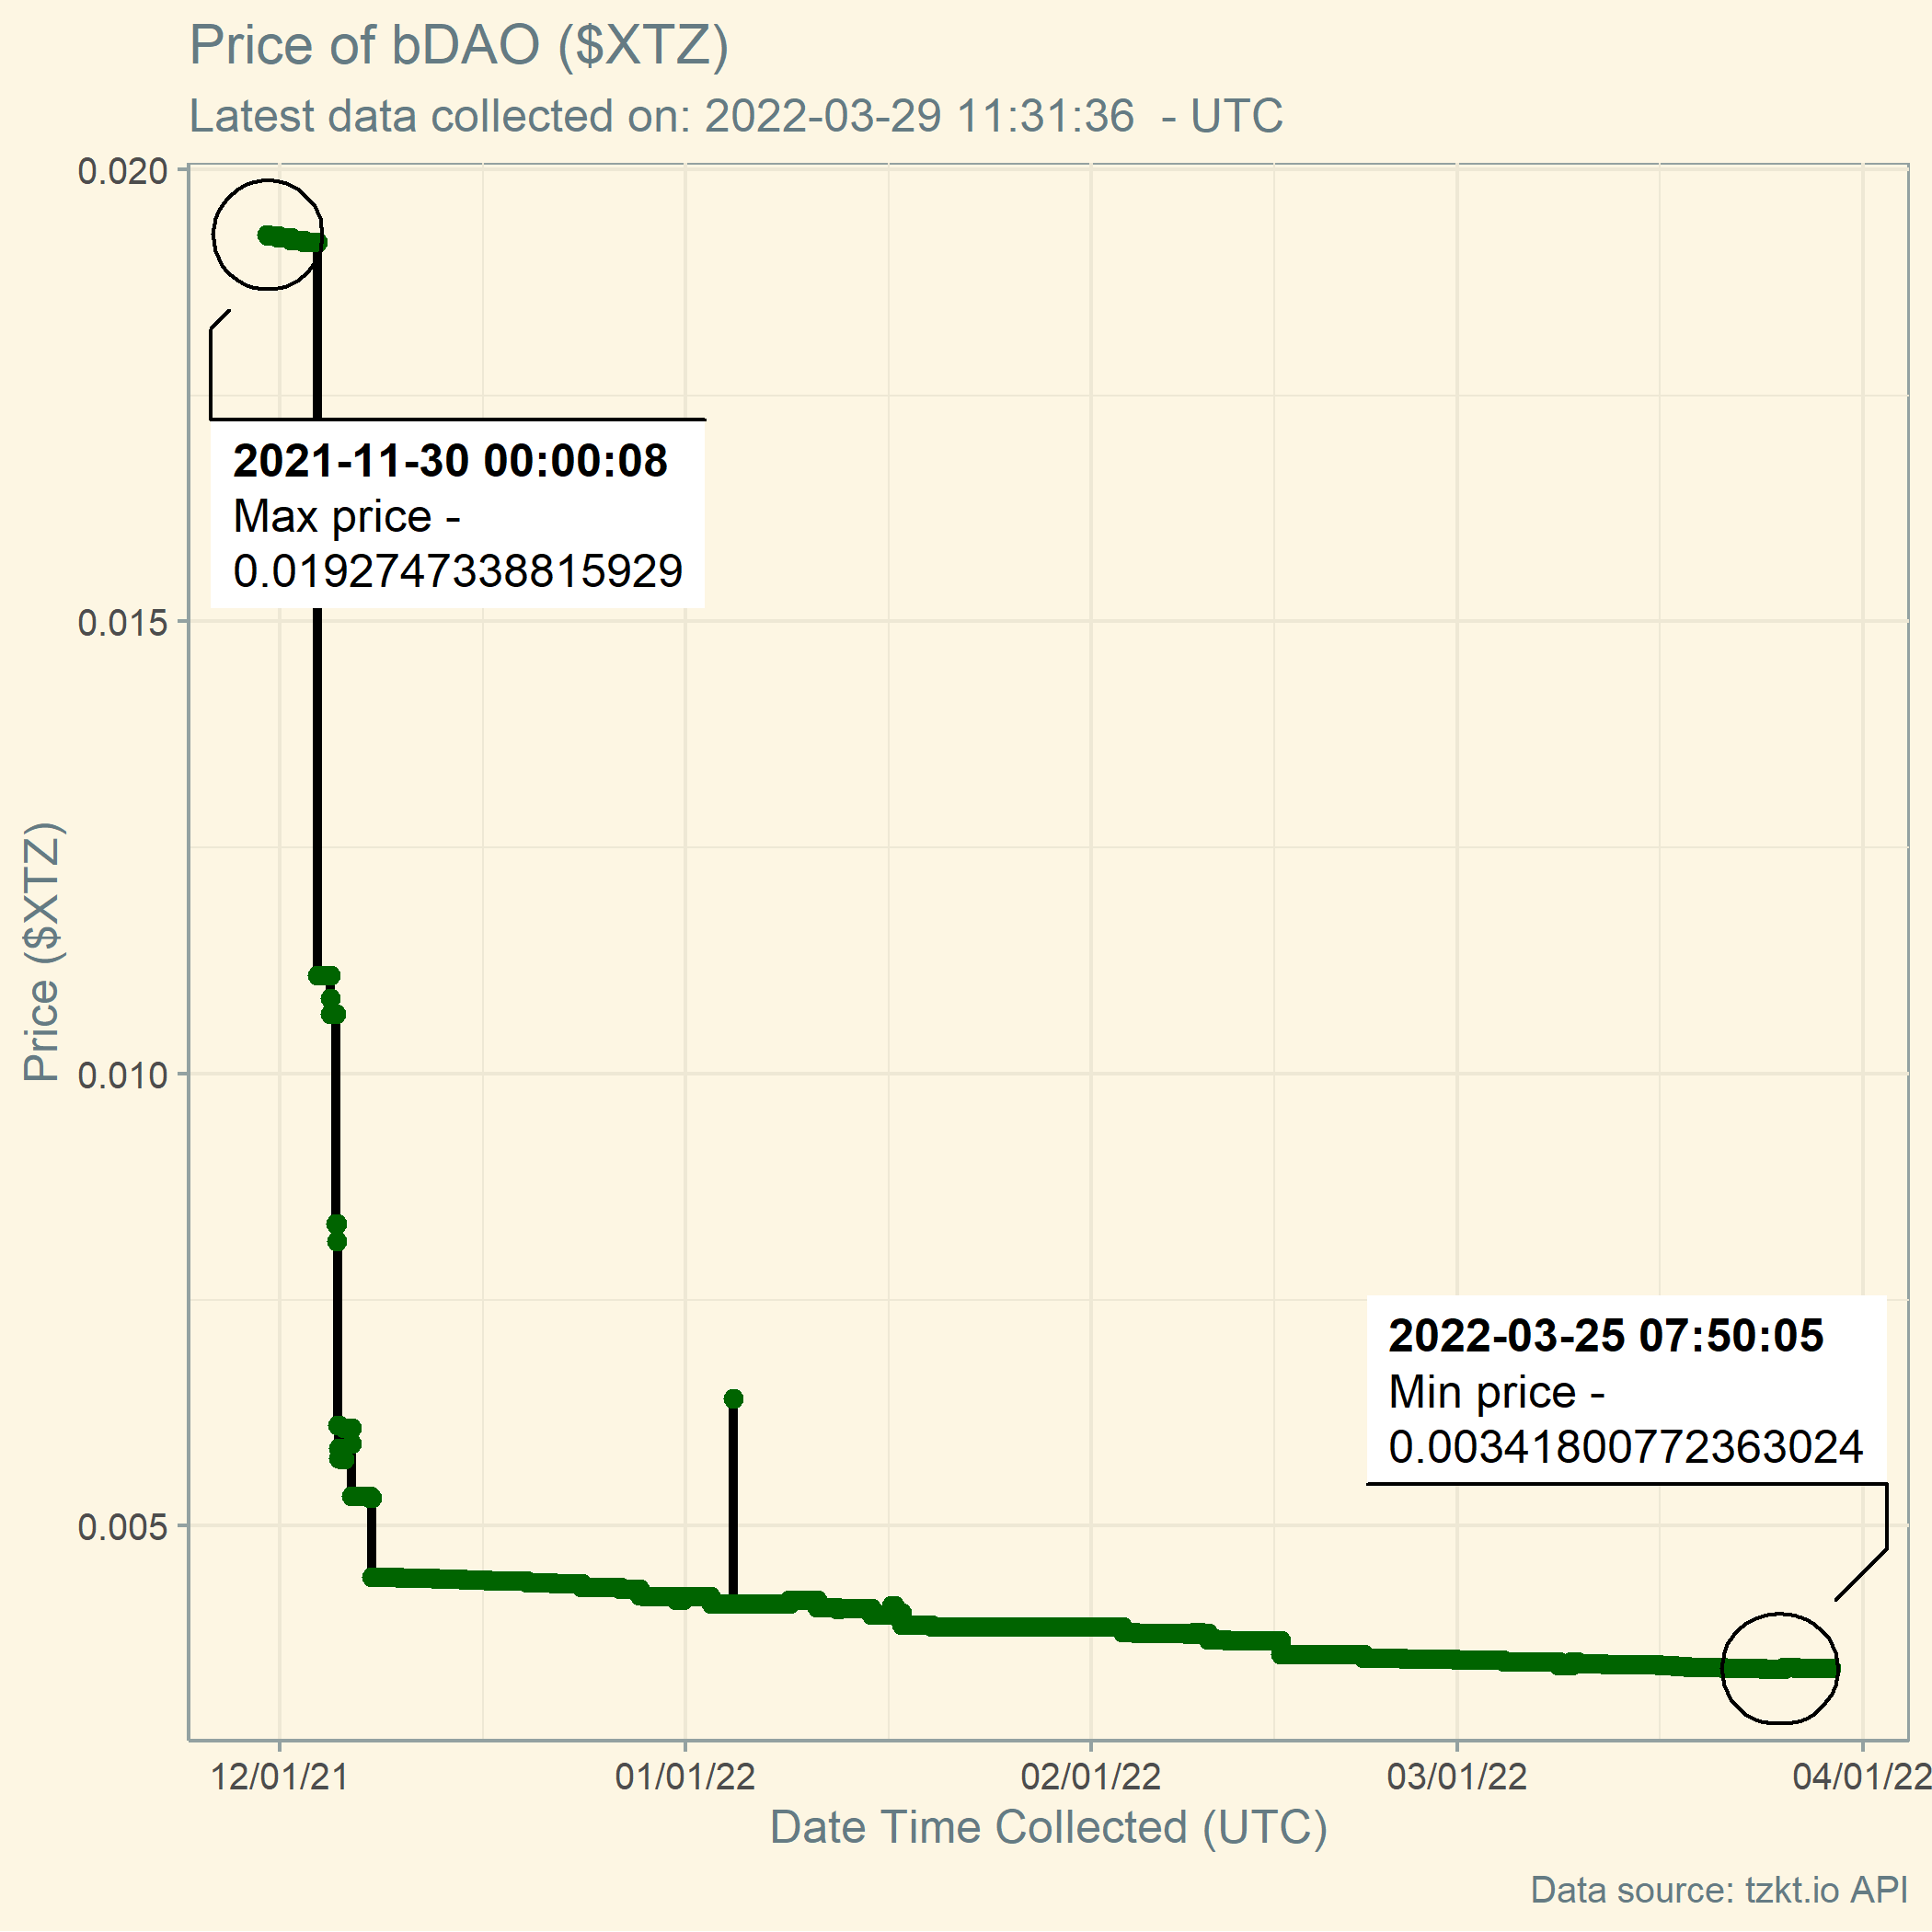 Price of bDAO ($XTZ)
Latest data collected on: 2022-03-29 11:31:36  - UTC
0.020
2021-11-30 00:00:08
Max price -
0.0192747338815929
0.015
Price ($XTZ)
0.010
2022-03-25 07:50:05
Min price -
0.00341800772363024
0.005
12/01/21 01/01/22 02/01/22 03/01/22 04/01/22
Date Time Collected (UTC)
Data source: tzkt.io API